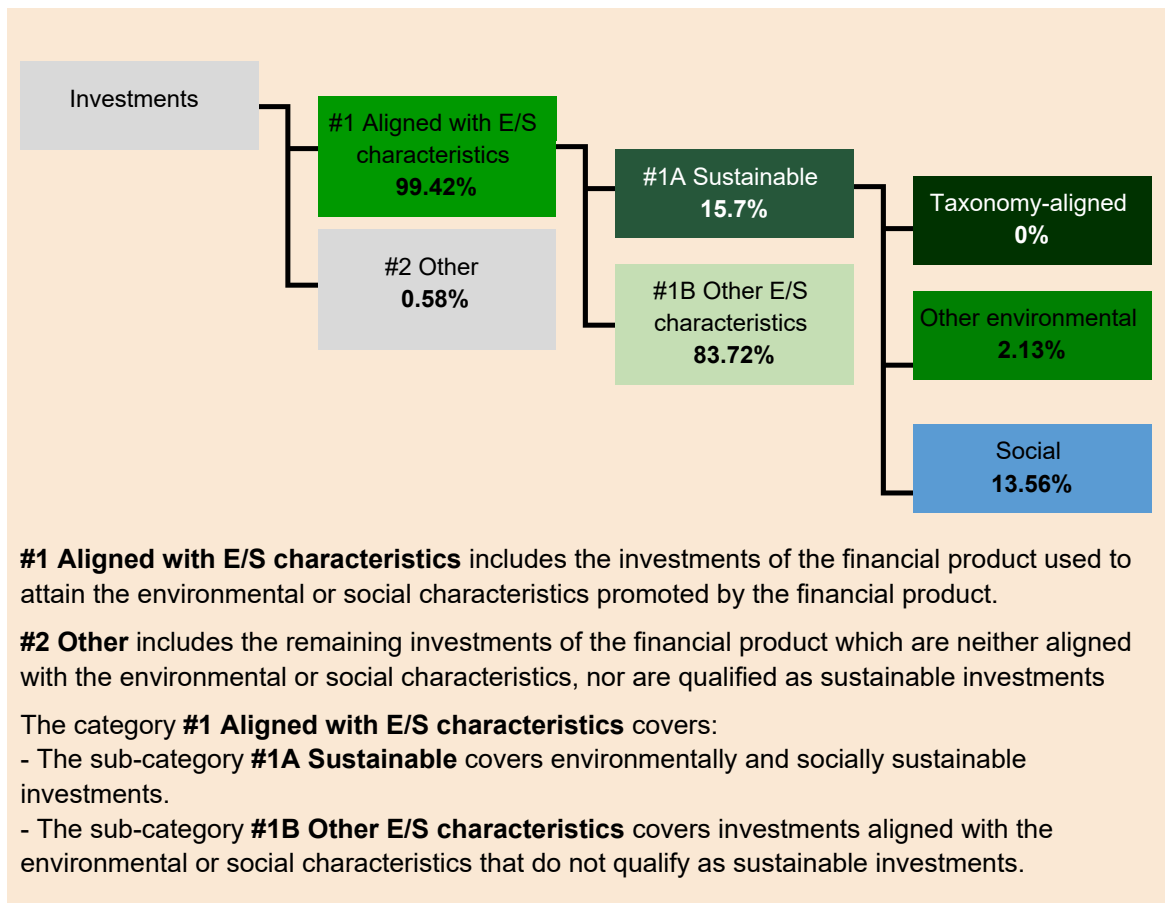 Investments
#1 Aligned with E/S
characteristics
99.42%
#2 Other
0.58%
#1A Sustainable
15.7%
#1B Other E/S
characteristics
83.72%
Taxonomy-aligned
0%
Other environmental
2.13%
Social
13.56%
#1 Aligned with E/S characteristics includes the investments of the financial product used to
attain the environmental or social characteristics promoted by the financial product.
#2 Other includes the remaining investments of the financial product which are neither aligned
with the environmental or social characteristics, nor are qualified as sustainable investments
The category #1 Aligned with E/S characteristics covers:
- The sub-category #1A Sustainable covers environmentally and socially sustainable
investments.
- The sub-category #1B Other E/S characteristics covers investments aligned with the
environmental or social characteristics that do not qualify as sustainable investments.